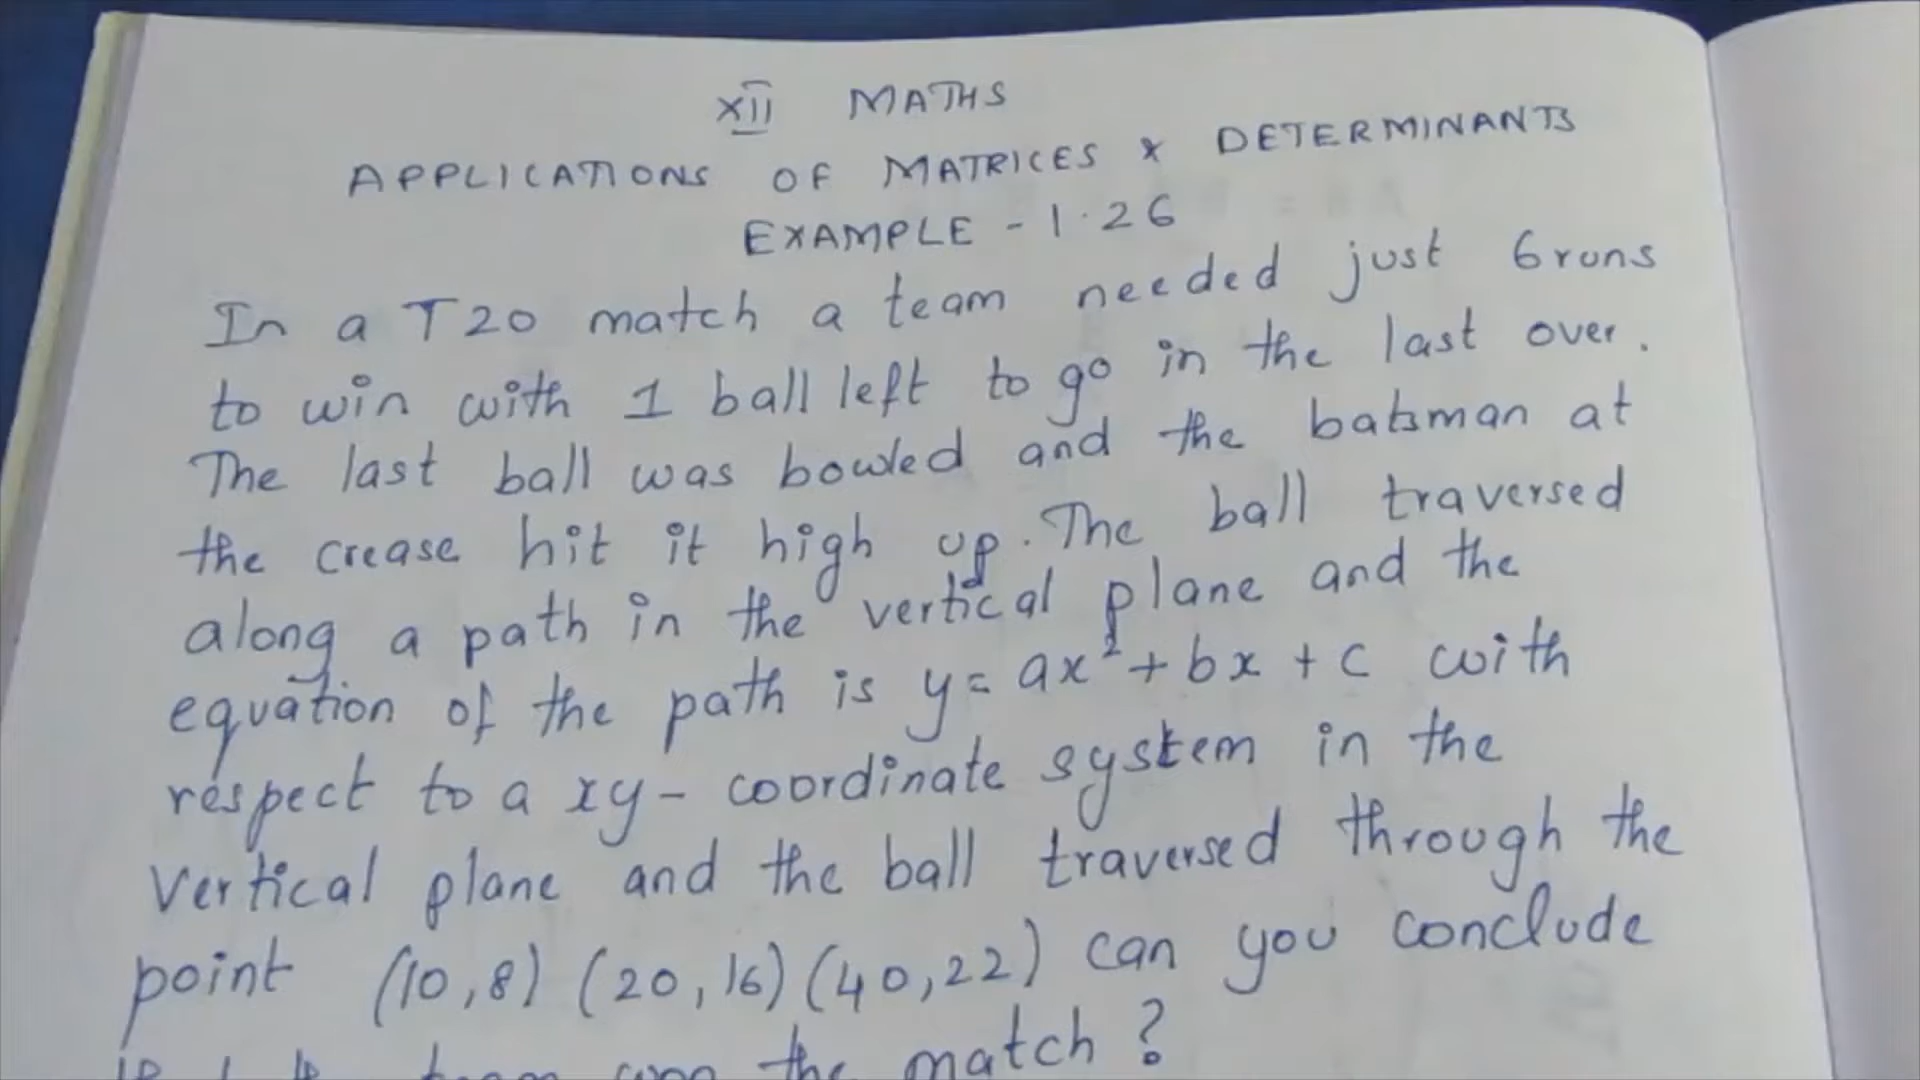 XII MATHS
APPLICATIONS OF MATRICES & DETERMINANTS
EXAMPLE - 1.26
In a T20 match a team needed just 6runs
to win with 1 ball left to go in the last over.
The last ball was bowled and the batsman at
the crease hit it high up. The ball traversed
along a path in the vertical plane and the
equation of the path is y = ax²+bx+c with
respect to a xy - coordinate system in the
vertical plane and the ball traversed through the
point (10,8) (20,16) (40,22) can you conclude
team won the match?